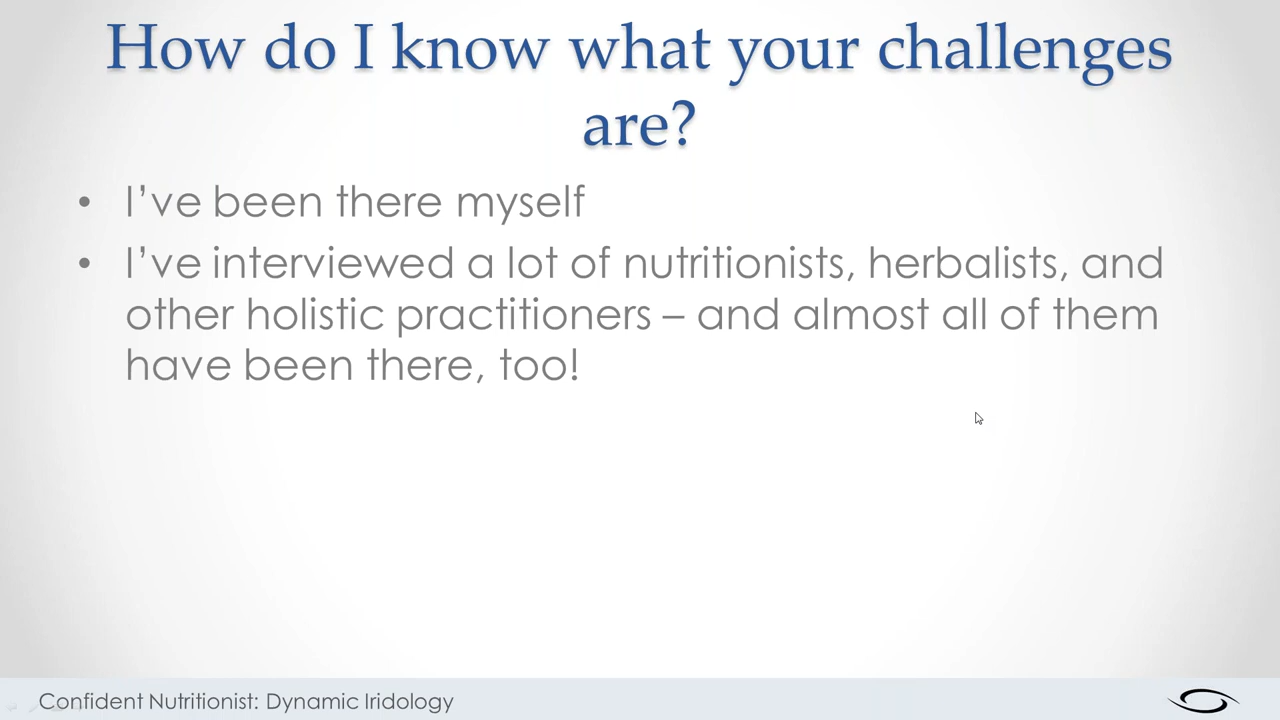 How do I know what your challenges
are?
• I’ve been there myself
• I’ve interviewed a lot of nutritionists, herbalists, and
other holistic practitioners – and almost all of them
have been there, too!
Confident Nutritionist: Dynamic Iridology